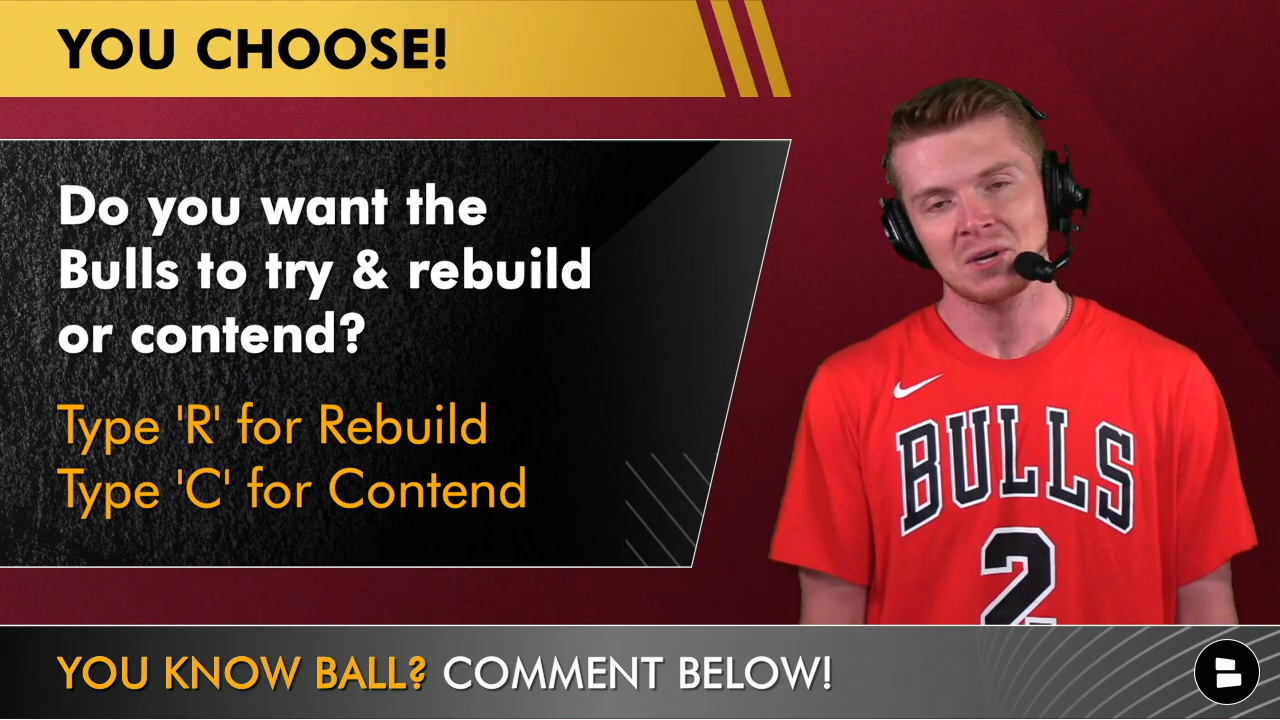 YOU CHOOSE!
Do you want the
Bulls to try & rebuild
or contend?
Type 'R' for Rebuild
Type 'C' for Contend
BULLS
2
YOU KNOW BALL? COMMENT BELOW!